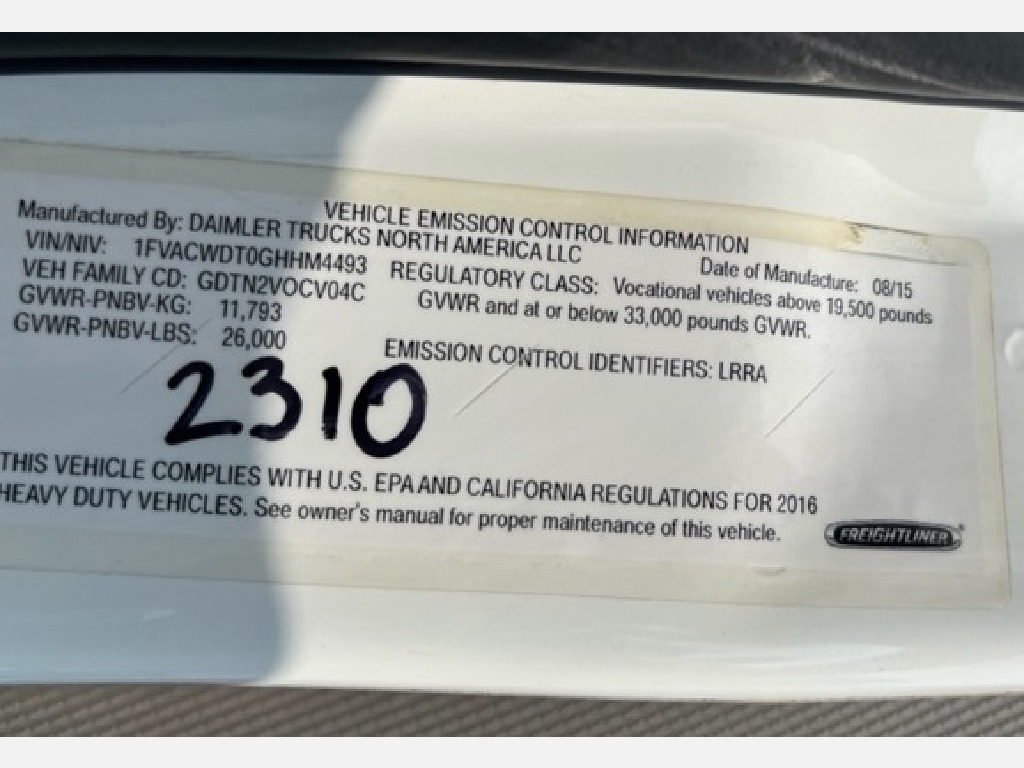 VEHICLE EMISSION CONTROL INFORMATION
Manufactured By: DAIMLER TRUCKS NORTH AMERICA LLC
Date of Manufacture: 08/15
VIN/NIV: 1FVACWDT0GHHM4493
REGULATORY CLASS: Vocational vehicles above 19,500 pounds
VEH FAMILY CD: GDTN2VOCV04C
GVWR and at or below 33,000 pounds GVWR.
GVWR-PNBV-KG: 11,793
GVWR-PNBV-LBS: 26,000
EMISSION CONTROL IDENTIFIERS: LRRA
2310
THIS VEHICLE COMPLIES WITH U.S. EPA AND CALIFORNIA REGULATIONS FOR 2016
HEAVY DUTY VEHICLES. See owner's manual for proper maintenance of this vehicle.
FREIGHTLINER